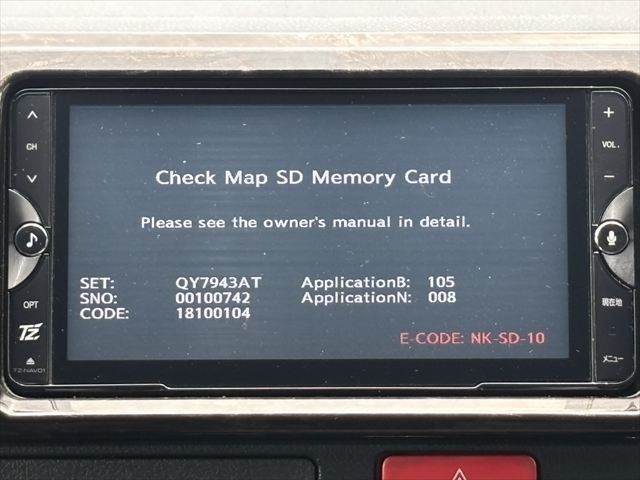 Check Map SD Memory Card
Please see the owner's manual in detail.
SET: QY7943AT ApplicationB: 105
SNO: 00100742 ApplicationN: 008
CODE: 18100104
E-CODE: NK-SD-10
CH
OPT
TZ
TZ-NAV01
+
VOL.
−
現在地
メニュー